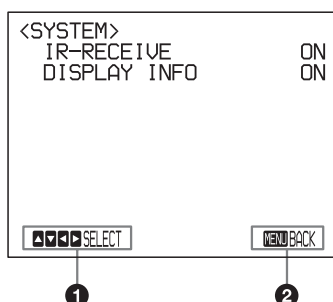 <SYSTEM>
IR-RECEIVE ON
DISPLAY INFO ON
▲▼◀▶ SELECT MENU BACK
1 2